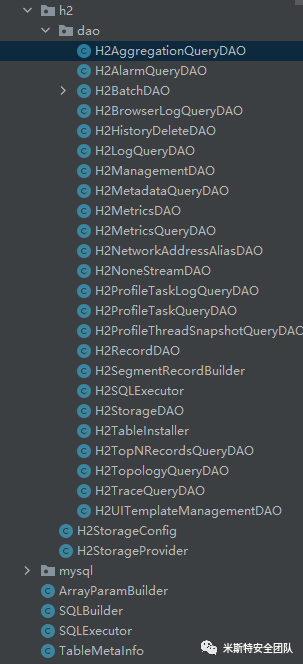 h2
dao
H2AggregationQueryDAO
H2AlarmQueryDAO
H2BatchDAO
H2BrowserLogQueryDAO
H2HistoryDeleteDAO
H2LogQueryDAO
H2ManagementDAO
H2MetadataQueryDAO
H2MetricsDAO
H2MetricsQueryDAO
H2NetworkAddressAliasDAO
H2NoneStreamDAO
H2ProfileTaskLogQueryDAO
H2ProfileTaskQueryDAO
H2ProfileThreadSnapshotQueryDAO
H2RecordDAO
H2SegmentRecordBuilder
H2SQLExecutor
H2StorageDAO
H2TableInstaller
H2TopNRecordsQueryDAO
H2TopologyQueryDAO
H2TraceQueryDAO
H2UITemplateManagementDAO
H2StorageConfig
H2StorageProvider
mysql
ArrayParamBuilder
SQLBuilder
SQLExecutor
TableMetaInfo
米斯特安全团队